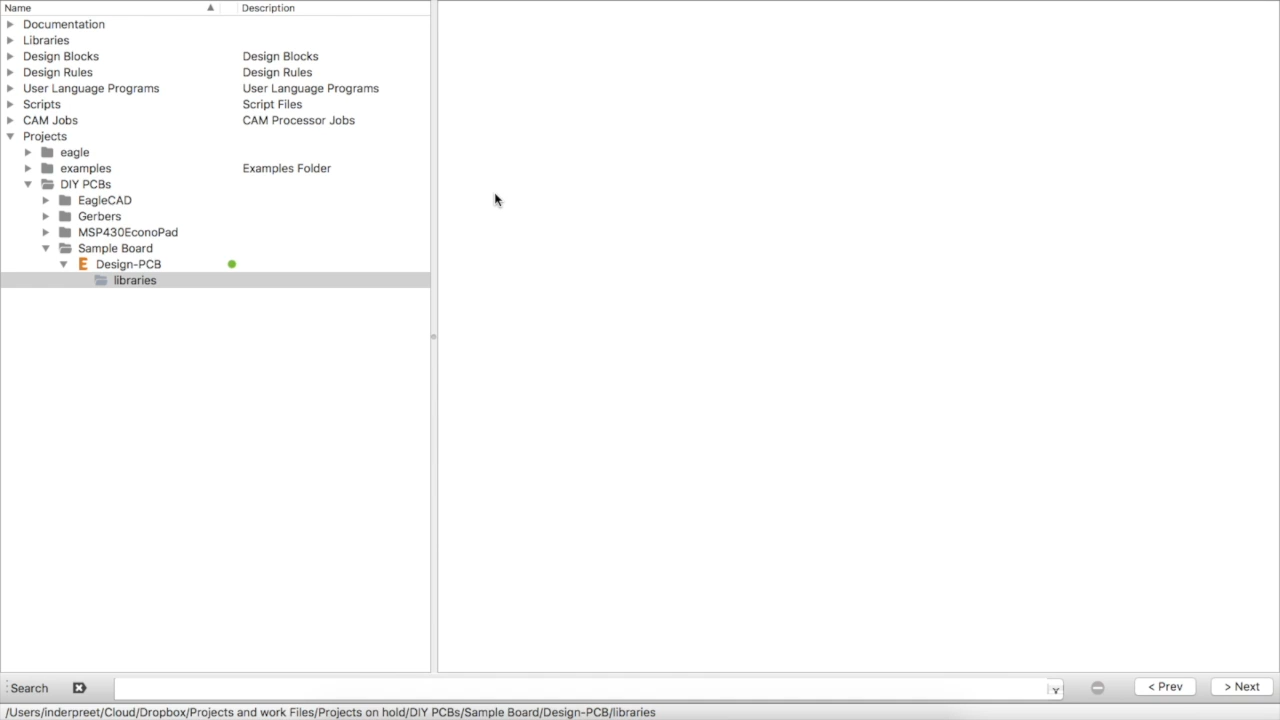 Name Description
Documentation
Libraries
Design Blocks Design Blocks
Design Rules Design Rules
User Language Programs User Language Programs
Scripts Script Files
CAM Jobs CAM Processor Jobs
Projects
eagle
examples Examples Folder
DIY PCBs
EagleCAD
Gerbers
MSP430EconoPad
Sample Board
E Design-PCB
libraries
Search < Prev > Next
/Users/inderpreet/Cloud/Dropbox/Projects and work Files/Projects on hold/DIY PCBs/Sample Board/Design-PCB/libraries